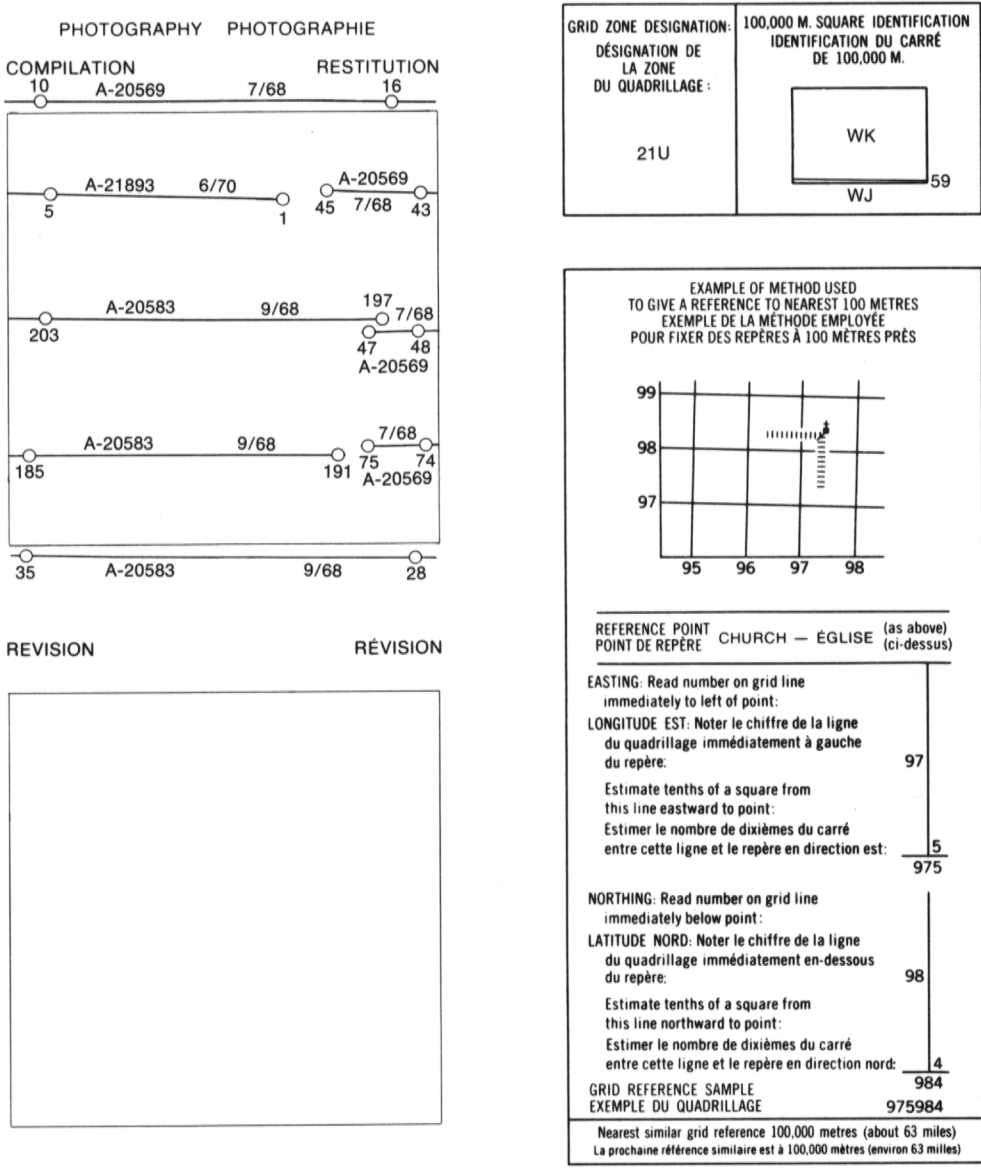 PHOTOGRAPHY PHOTOGRAPHIE
COMPILATION RESTITUTION
10 A-20569 7/68 16
A-21893 6/70 A-20569
5 1 45 7/68 43
A-20583 9/68 197 7/68
203 47 48
A-20569
A-20583 9/68 7/68
185 191 75 74
A-20569
35 A-20583 9/68 28
REVISION RÉVISION
GRID ZONE DESIGNATION:
DÉSIGNATION DE
LA ZONE
DU QUADRILLAGE :
21U
100,000 M. SQUARE IDENTIFICATION
IDENTIFICATION DU CARRÉ
DE 100,000 M.
WK
59
WJ
EXAMPLE OF METHOD USED
TO GIVE A REFERENCE TO NEAREST 100 METRES
EXEMPLE DE LA MÉTHODE EMPLOYÉE
POUR FIXER DES REPÈRES À 100 MÈTRES PRÈS
99
98
97
95 96 97 98
REFERENCE POINT
POINT DE REPÈRE CHURCH — ÉGLISE (as above)
(ci-dessus)
EASTING: Read number on grid line
immediately to left of point:
LONGITUDE EST: Noter le chiffre de la ligne
du quadrillage immédiatement à gauche
du repère: 97
Estimate tenths of a square from
this line eastward to point:
Estimer le nombre de dixièmes du carré
entre cette ligne et le repère en direction est: 5
975
NORTHING: Read number on grid line
immediately below point:
LATITUDE NORD: Noter le chiffre de la ligne
du quadrillage immédiatement en-dessous
du repère: 98
Estimate tenths of a square from
this line northward to point:
Estimer le nombre de dixièmes du carré
entre cette ligne et le repère en direction nord: 4
984
GRID REFERENCE SAMPLE
EXEMPLE DU QUADRILLAGE 975984
Nearest similar grid reference 100,000 metres (about 63 miles)
La prochaine référence similaire est à 100,000 mètres (environ 63 milles)